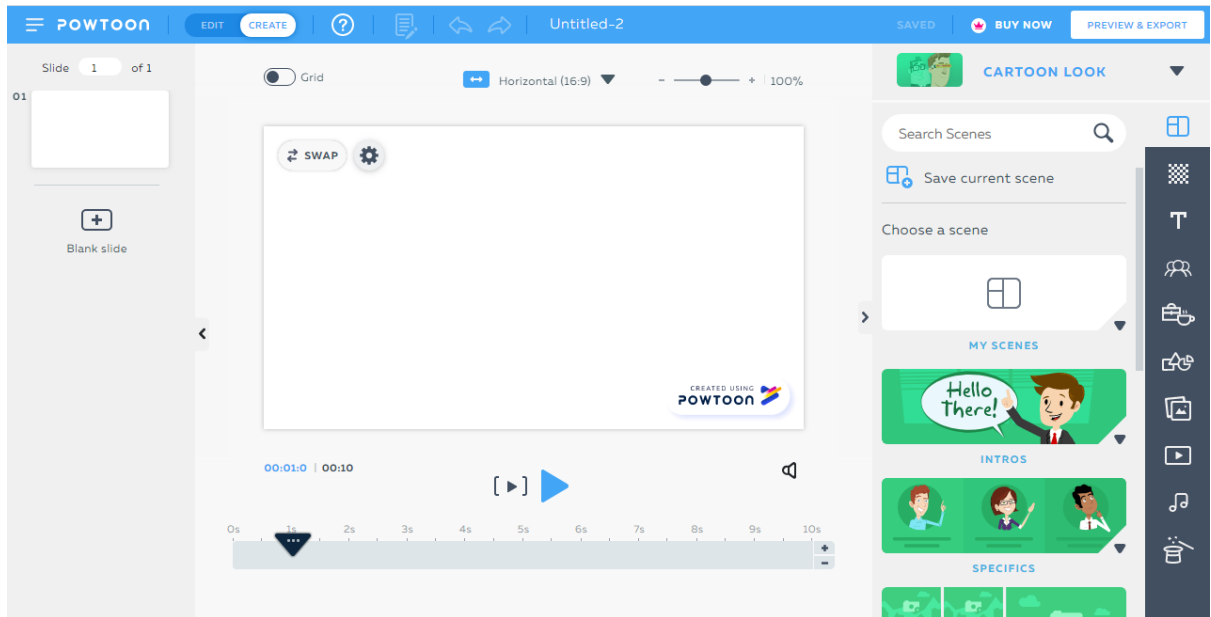 POWTOON
EDIT CREATE
?
Untitled-2
SAVED
BUY NOW
PREVIEW & EXPORT
Slide 1 of 1
01
Blank slide
Grid
Horizontal (16:9)
- + 100%
SWAP
CREATED USING
POWTOON
00:01:0 | 00:10
0s 1s 2s 3s 4s 5s 6s 7s 8s 9s 10s
+
-
CARTOON LOOK
Search Scenes
Save current scene
Choose a scene
MY SCENES
Hello
There!
INTROS
SPECIFICS
T